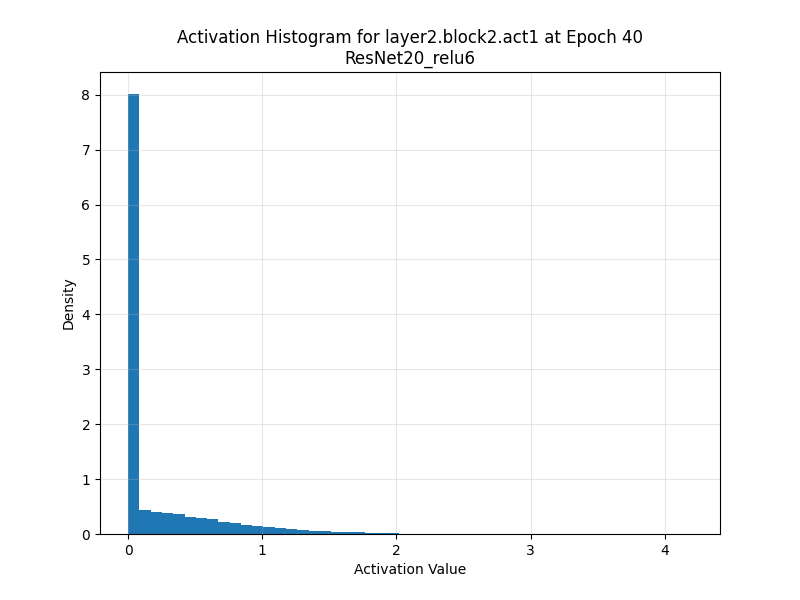 Activation Histogram for layer2.block2.act1 at Epoch 40
ResNet20_relu6
8
7
6
5
4
3
2
1
0
Density
0 1 2 3 4
Activation Value